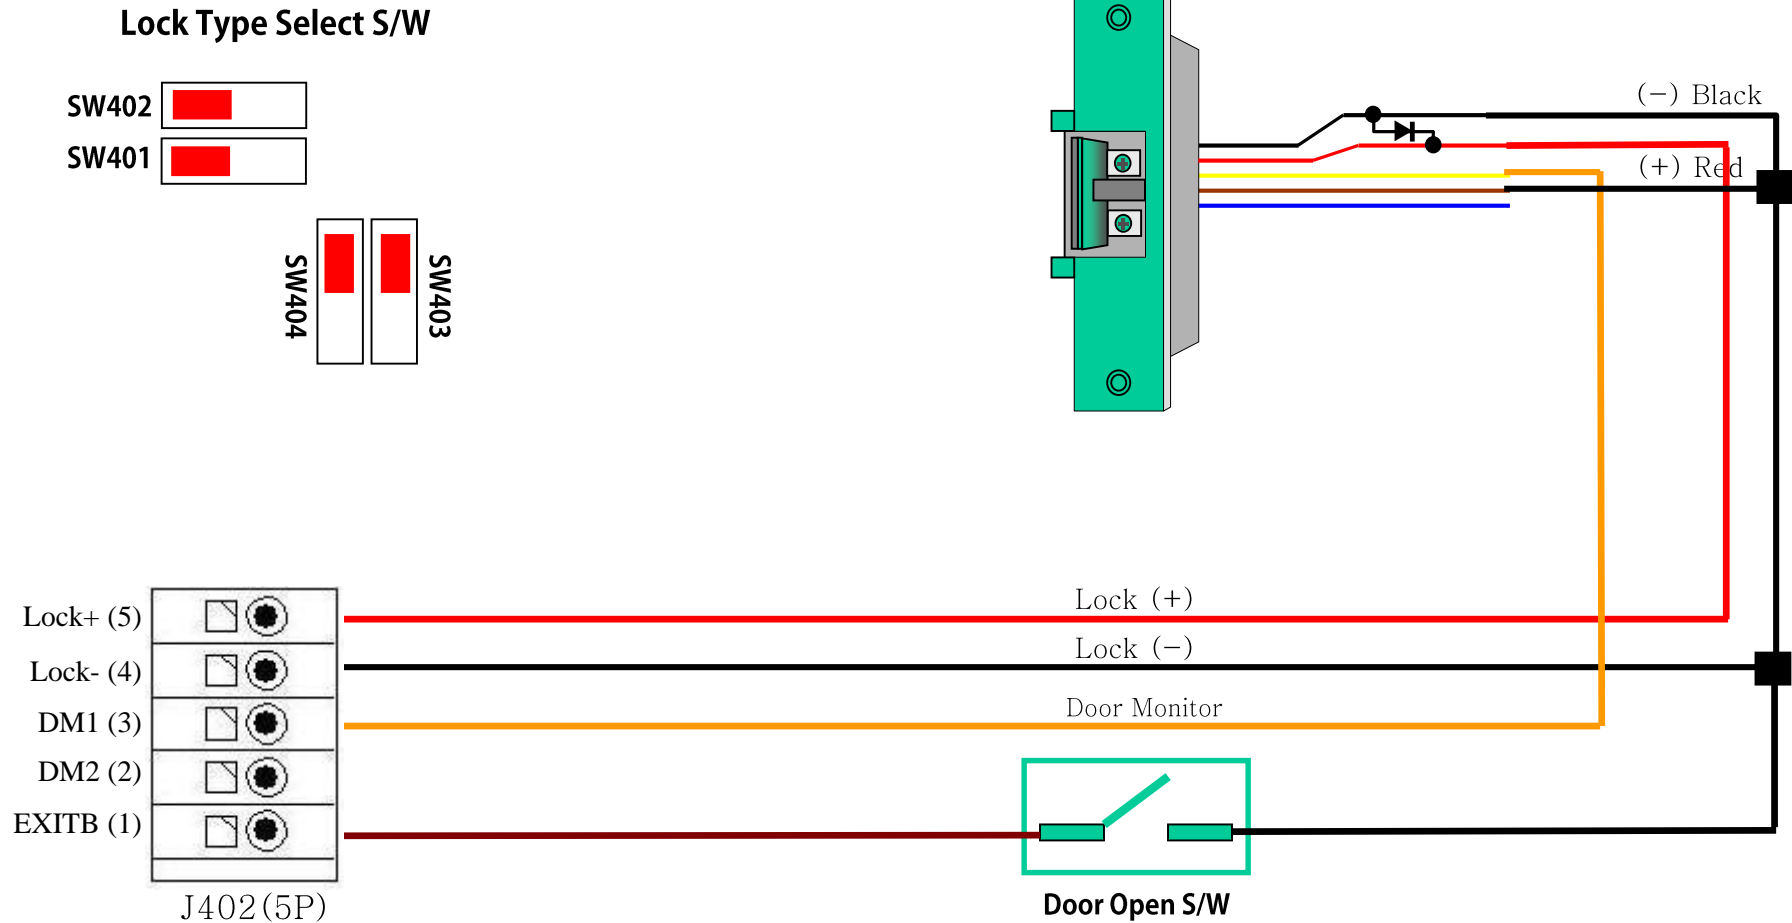 Lock Type Select S/W
SW402
SW401
SW404
SW403
(−) Black
(+) Red
Lock+ (5)
Lock- (4)
DM1 (3)
DM2 (2)
EXITB (1)
J402(5P)
Lock (+)
Lock (−)
Door Monitor
Door Open S/W